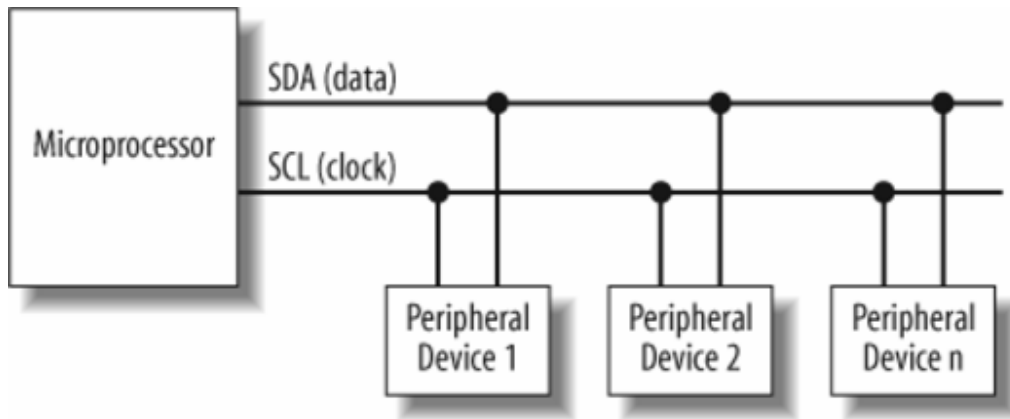 SDA (data)
Microprocessor
SCL (clock)
Peripheral
Device 1
Peripheral
Device 2
Peripheral
Device n